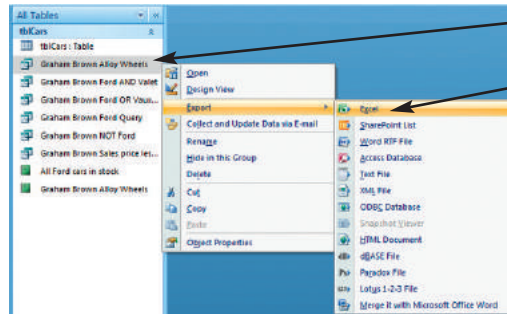 All Tables
tblCars
tblCars : Table
Graham Brown Alloy Wheels
Graham Brown Ford AND Valet
Graham Brown Ford OR Vaux...
Graham Brown Ford Query
Graham Brown NOT Ford
Graham Brown Sales price les...
All Ford cars in stock
Graham Brown Alloy Wheels
Open
Design View
Export
Collect and Update Data via E-mail
Rename
Hide in this Group
Delete
Cut
Copy
Paste
Object Properties
Excel
SharePoint List
Word RTF File
Access Database
Text File
XML File
ODBC Database
Snapshot Viewer
HTML Document
dBASE File
Paradox File
Lotus 1-2-3 File
Merge it with Microsoft Office Word